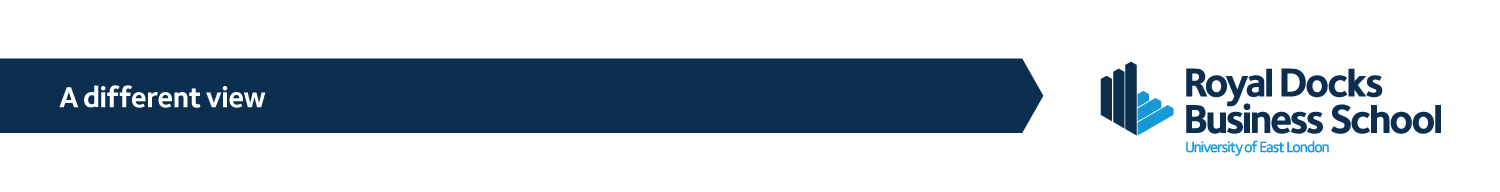 A different view
Royal Docks
Business School
University of East London